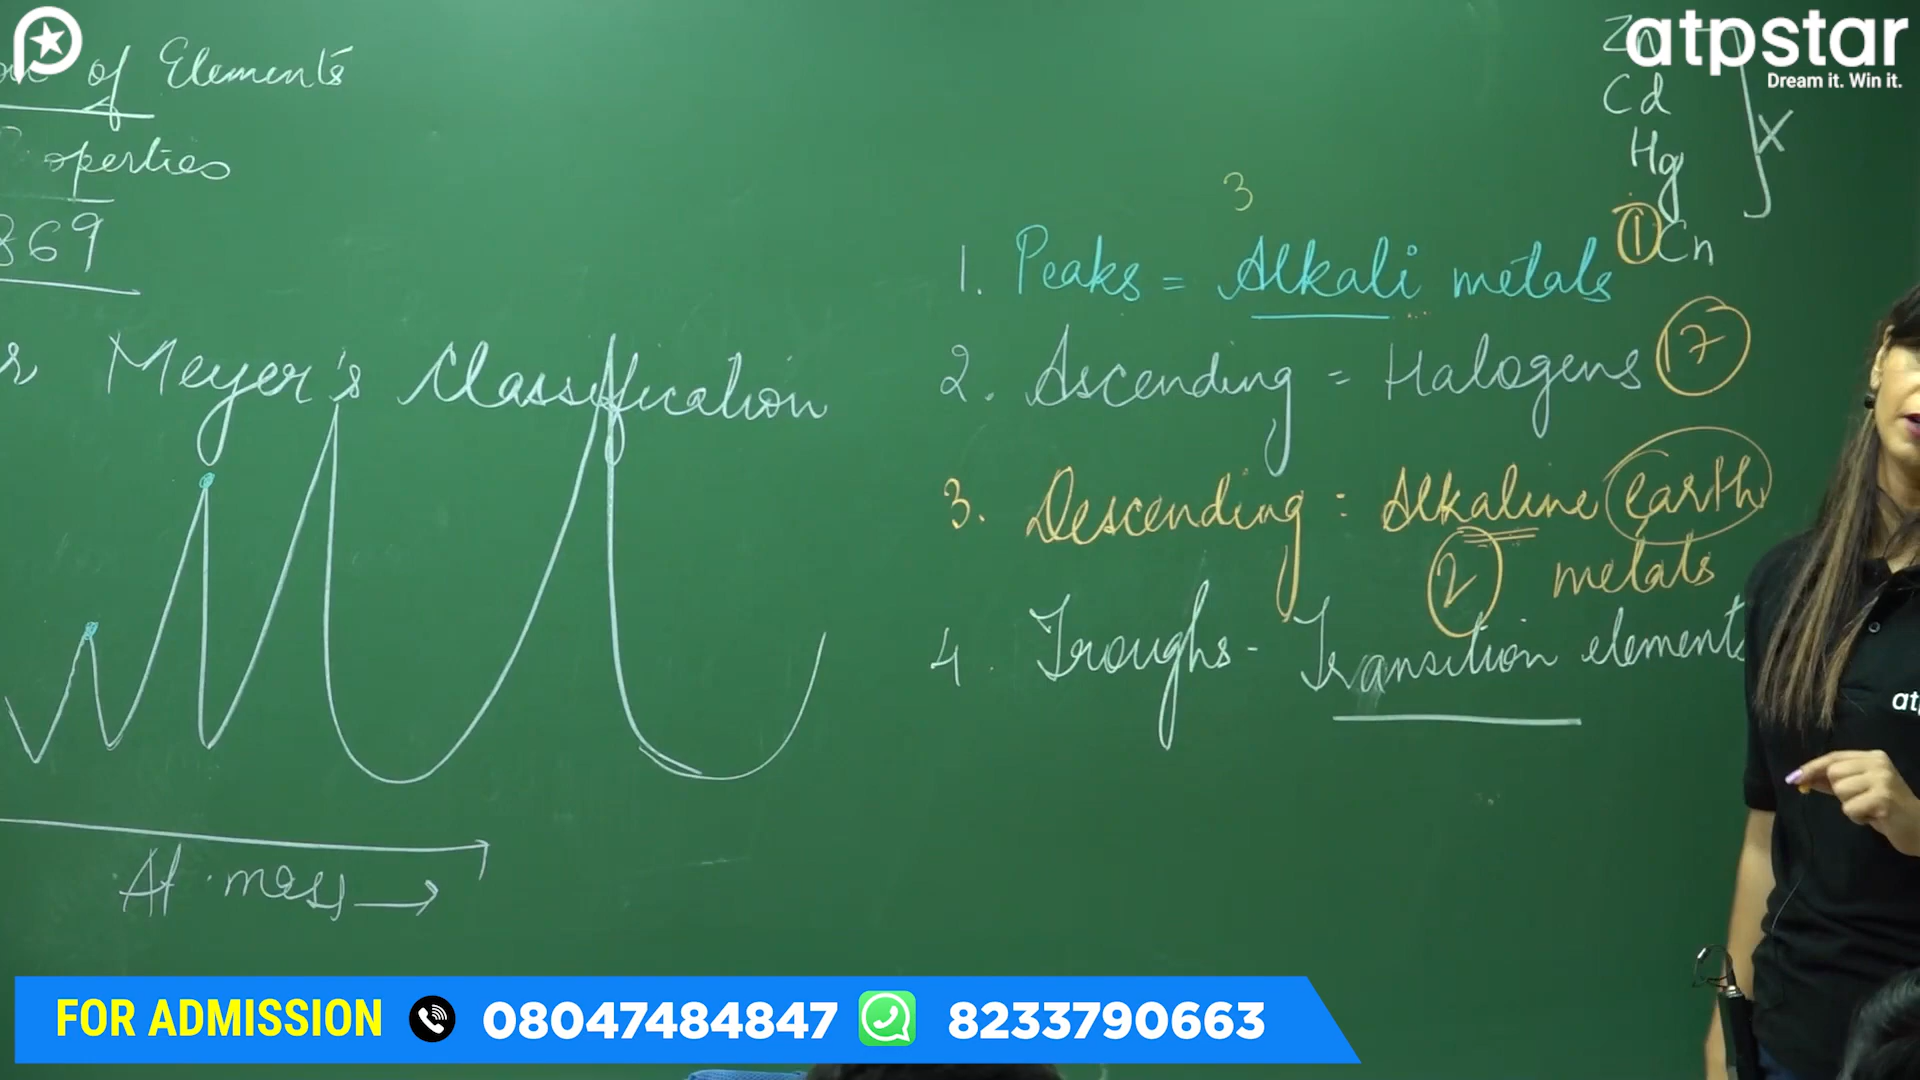 of Elements
operties
869
r Meyer's Classification
At. mass →
atpstar
Dream it. Win it.
Zn
Cd
Hg
Cn
X
3
1. Peaks = Alkali metals ①
2. Ascending = Halogens 17
3. Descending : Alkaline earth
2 metals
4. Troughs - Transition elements
at
FOR ADMISSION 08047484847 8233790663